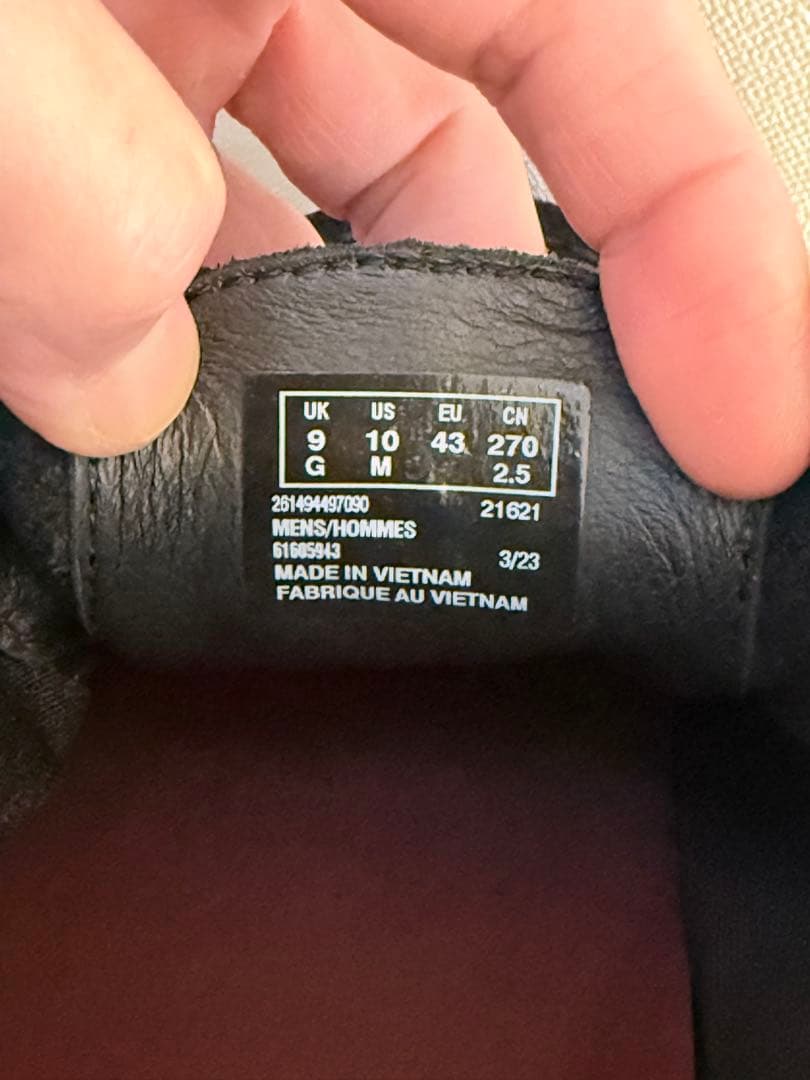 UK US EU CN
9 10 43 270
G M 2.5
261494497090 21621
MENS/HOMMES
61605943 3/23
MADE IN VIETNAM
FABRIQUE AU VIETNAM